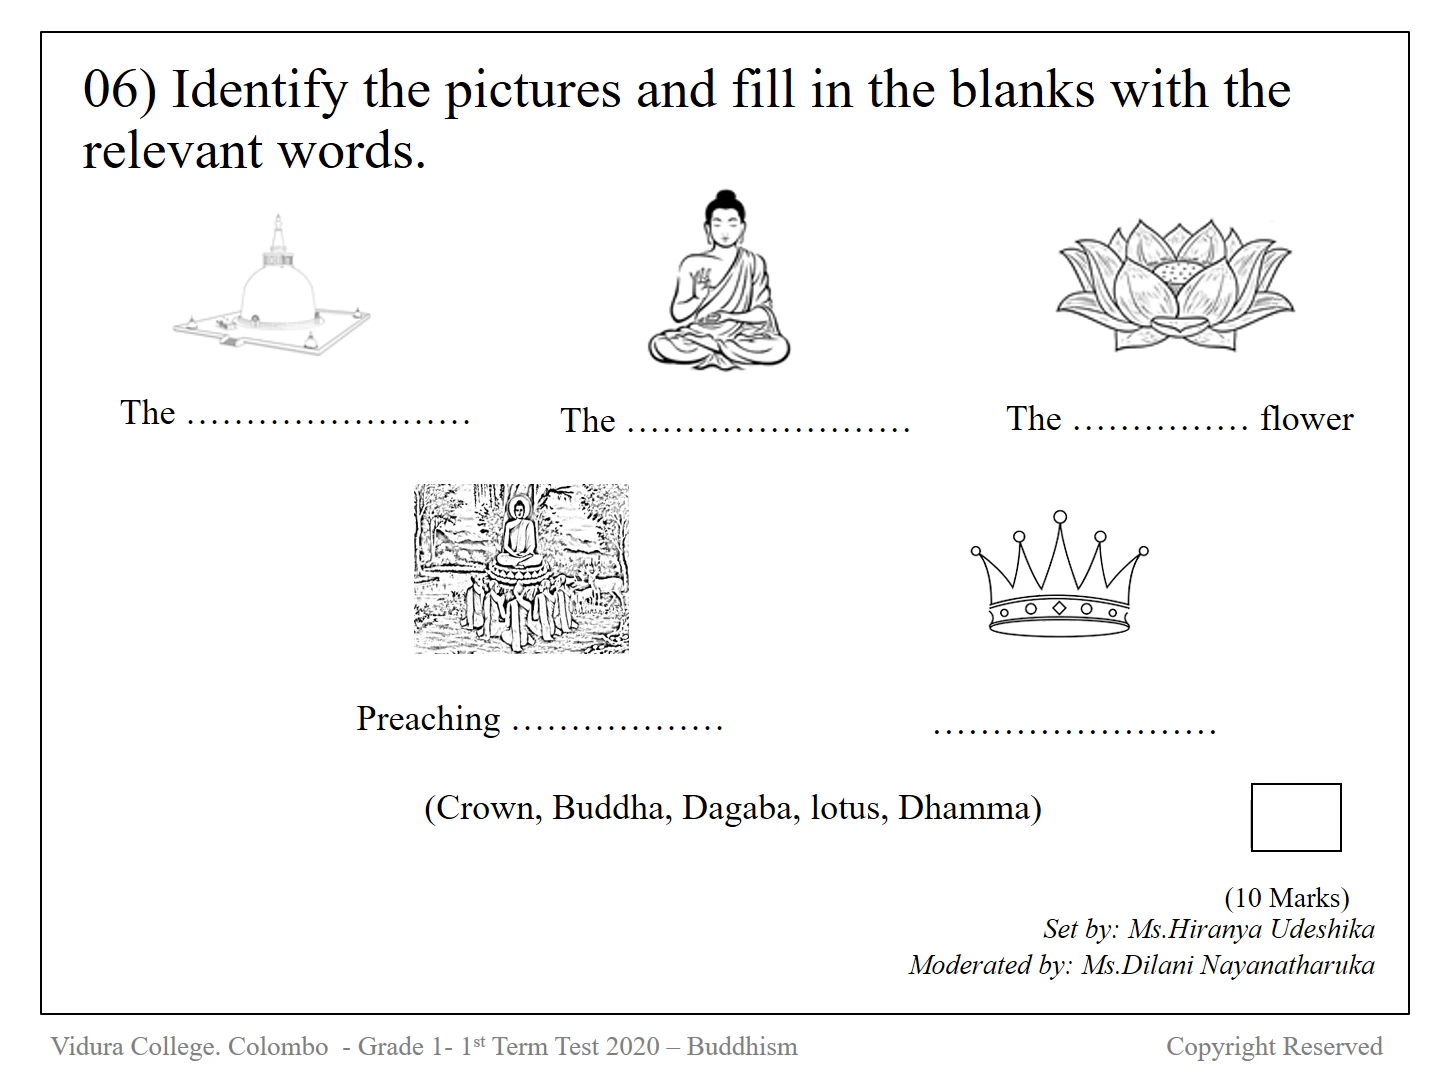 06) Identify the pictures and fill in the blanks with the
relevant words.
The ……………………
The ……………………
The …………… flower
Preaching ………………
……………………
(Crown, Buddha, Dagaba, lotus, Dhamma)
(10 Marks)
Set by: Ms.Hiranya Udeshika
Moderated by: Ms.Dilani Nayanatharuka
Vidura College. Colombo  - Grade 1- 1st Term Test 2020 – Buddhism
Copyright Reserved